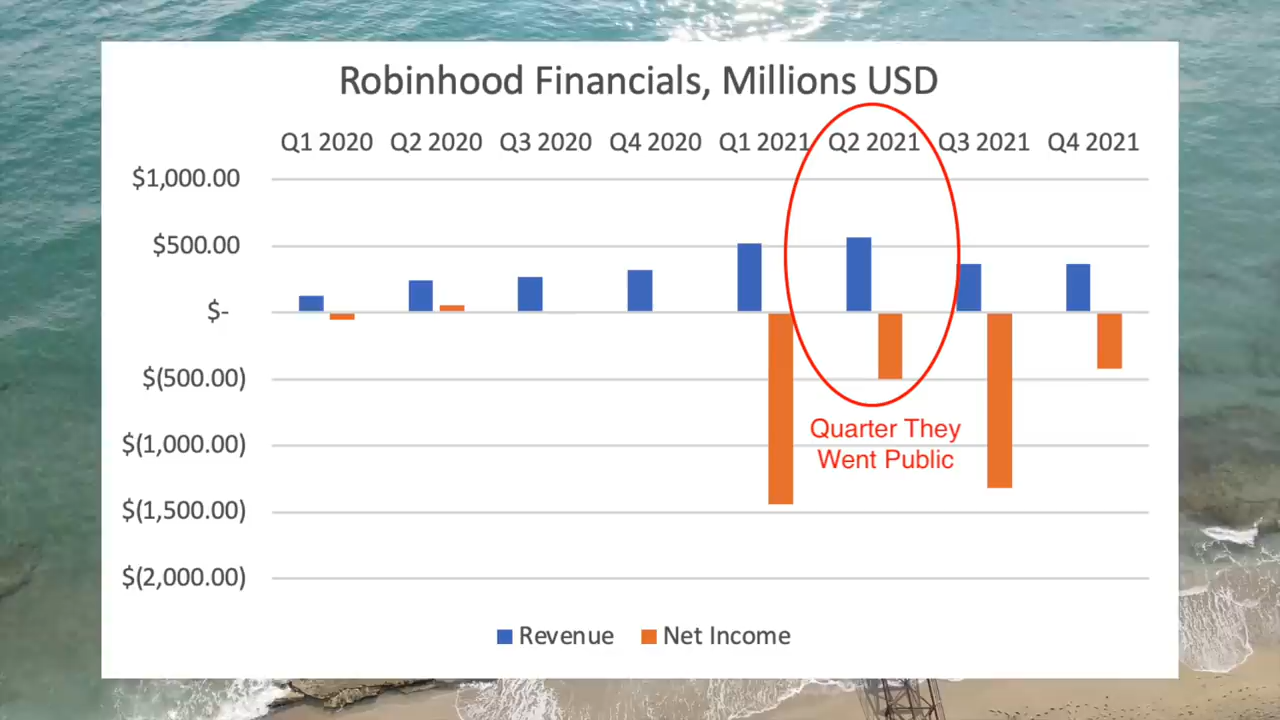 Robinhood Financials, Millions USD
Q1 2020 Q2 2020 Q3 2020 Q4 2020 Q1 2021 Q2 2021 Q3 2021 Q4 2021
$1,000.00
$500.00
$-
$(500.00)
Quarter They
$(1,000.00)
Went Public
$(1,500.00)
$(2,000.00)
Revenue Net Income